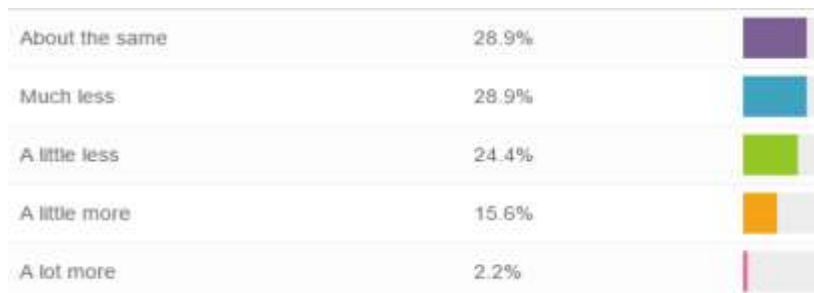 About the same 28.9%
Much less 28.9%
A little less 24.4%
A little more 15.6%
A lot more 2.2%